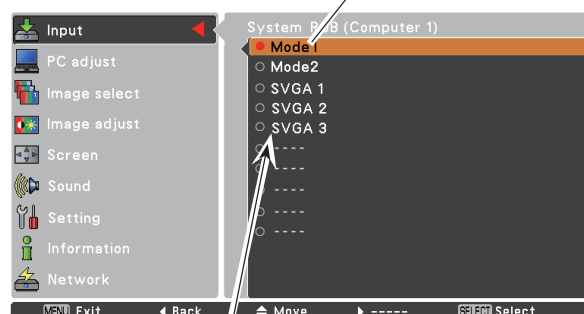 Input
System RGB (Computer 1)
Mode1
PC adjust
Mode2
Image select
SVGA 1
SVGA 2
Image adjust
SVGA 3
Screen
----
----
Sound
----
Setting
----
----
Information
Network
MENU Exit
Back
Move
-----
SELECT Select